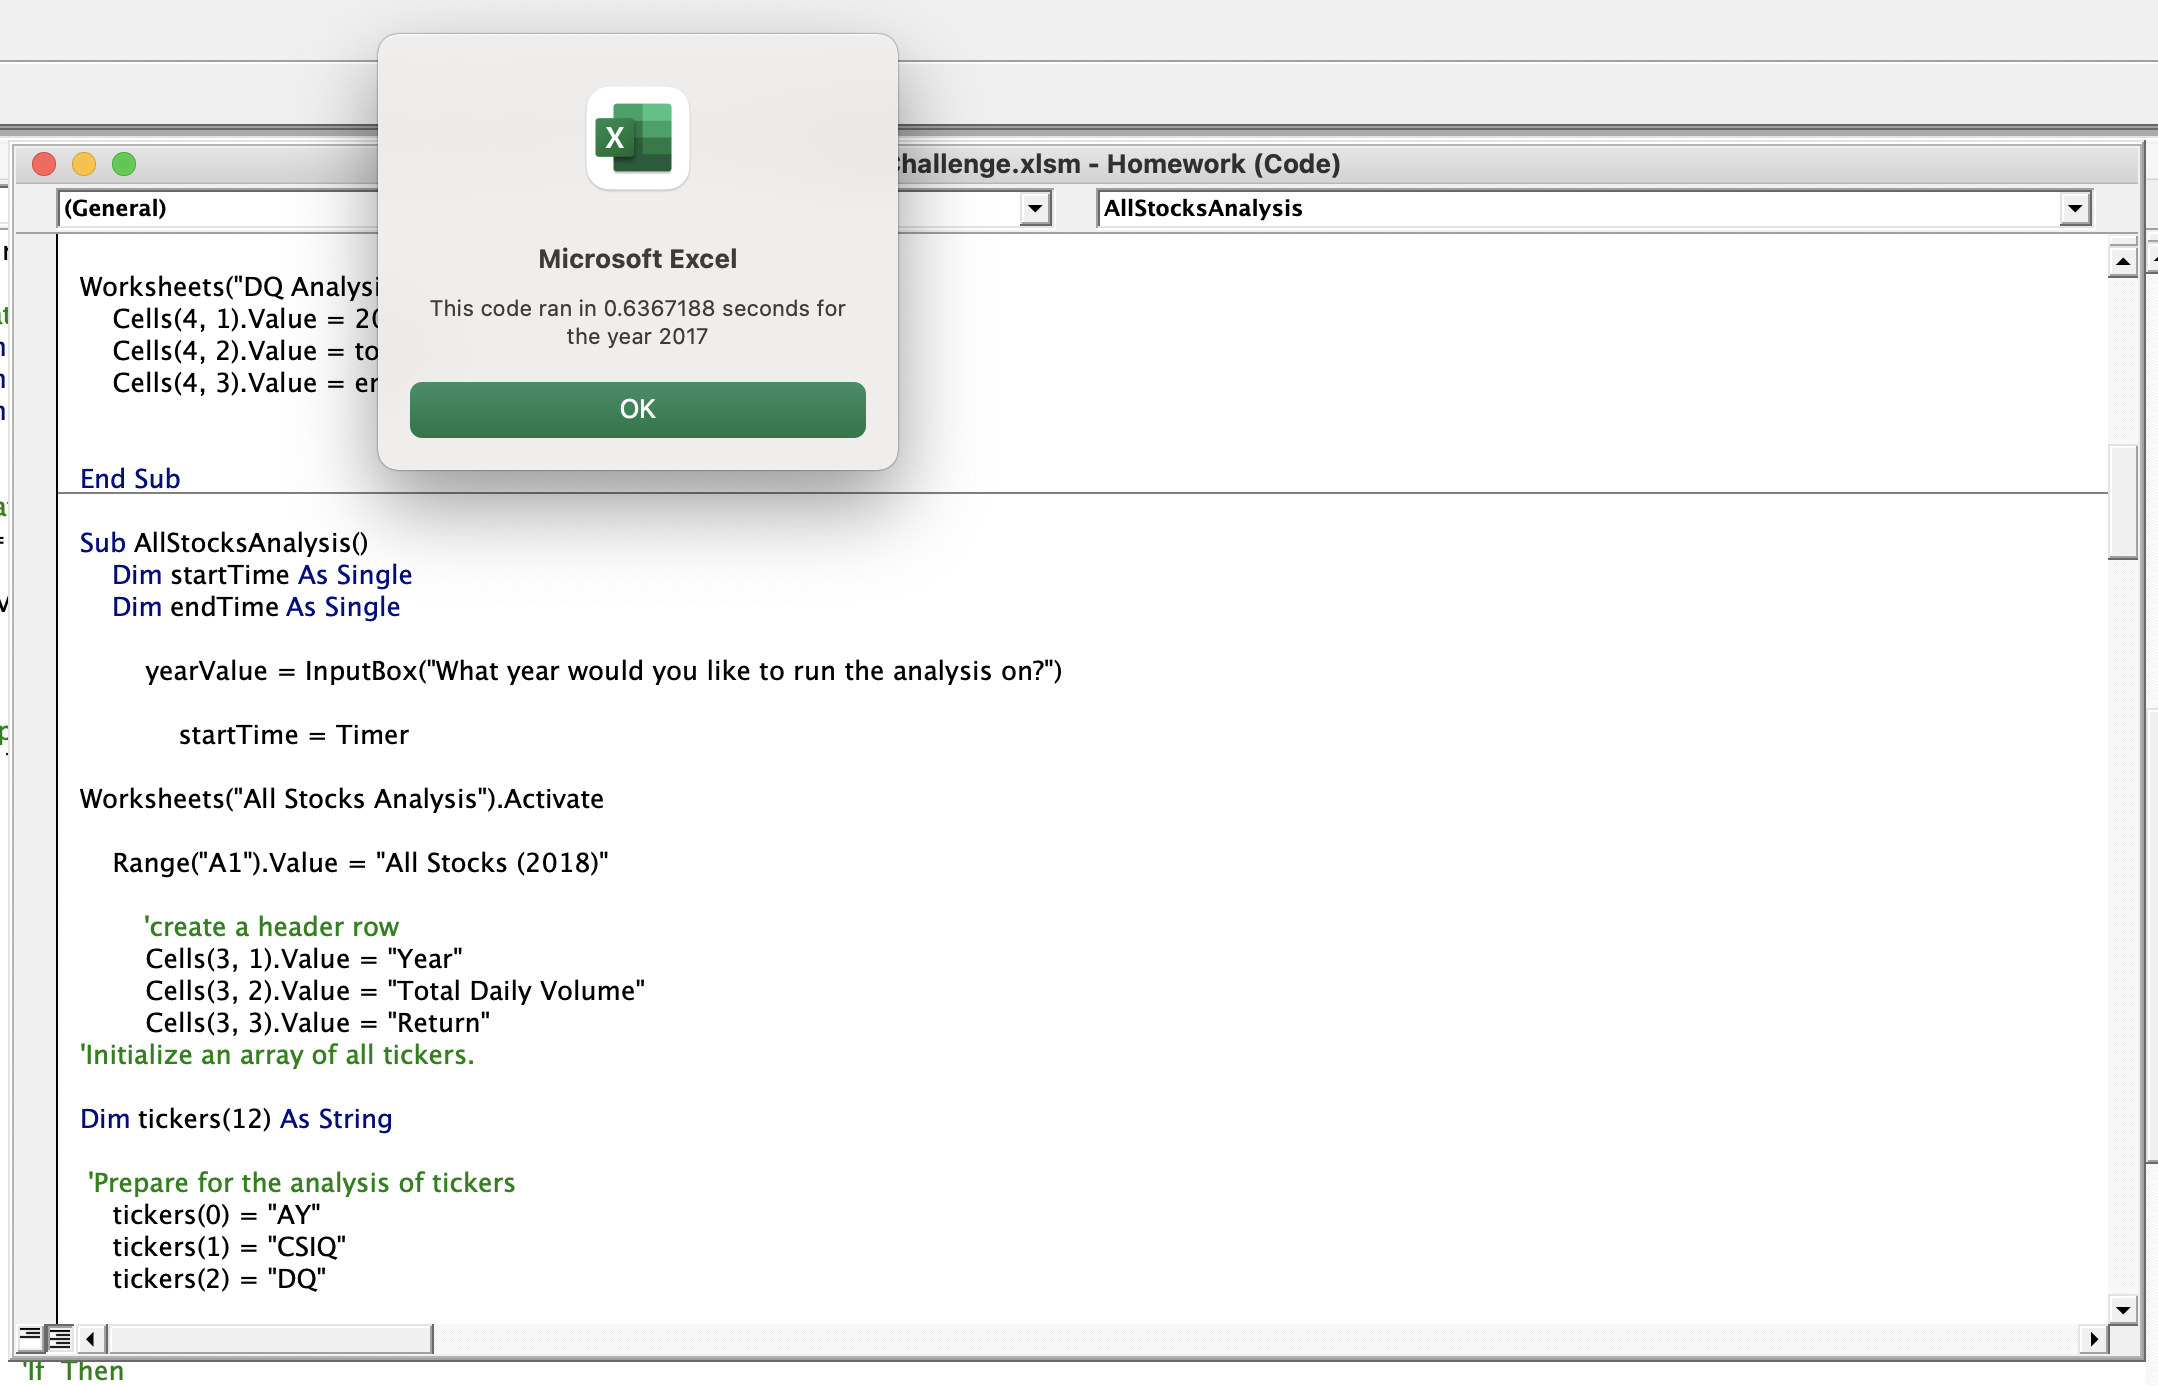 X
Microsoft Excel
This code ran in 0.6367188 seconds for
the year 2017
OK
hallenge.xlsm - Homework (Code)
(General)
AllStocksAnalysis
Worksheets("DQ Analysi
Cells(4, 1).Value = 20
Cells(4, 2).Value = to
Cells(4, 3).Value = er
End Sub
Sub AllStocksAnalysis()
Dim startTime As Single
Dim endTime As Single
yearValue = InputBox("What year would you like to run the analysis on?")
startTime = Timer
Worksheets("All Stocks Analysis").Activate
Range("A1").Value = "All Stocks (2018)"
'create a header row
Cells(3, 1).Value = "Year"
Cells(3, 2).Value = "Total Daily Volume"
Cells(3, 3).Value = "Return"
'Initialize an array of all tickers.
Dim tickers(12) As String
'Prepare for the analysis of tickers
tickers(0) = "AY"
tickers(1) = "CSIQ"
tickers(2) = "DQ"
'If Then